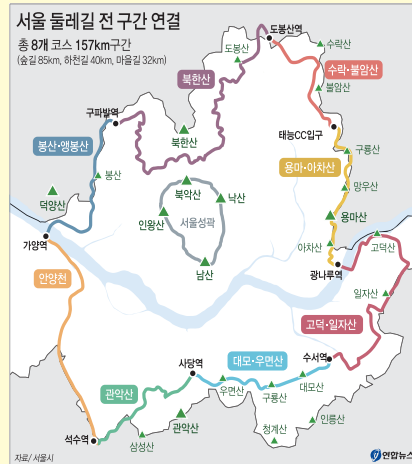 서울 둘레길 전 구간 연결
총 8개 코스 157km구간
(숲길 85km, 하천길 40km, 마을길 32km)
도봉산역
수락산
도봉산
북한산
수락·불암산
불암산
구파발역
태능CC입구
북한산
구릉산
봉산·앵봉산
용마·아차산
봉산
북악산
망우산
덕양산
낙산
인왕산
서울성곽
용마산
가양역
아차산
고덕산
남산
광나루역
안양천
일자산
고덕·일자산
수서역
사당역
대모·우면산
관악산
우면산
대모산
구룡산
관악산
인릉산
청계산
석수역
삼성산
자료/ 서울시
연합뉴스